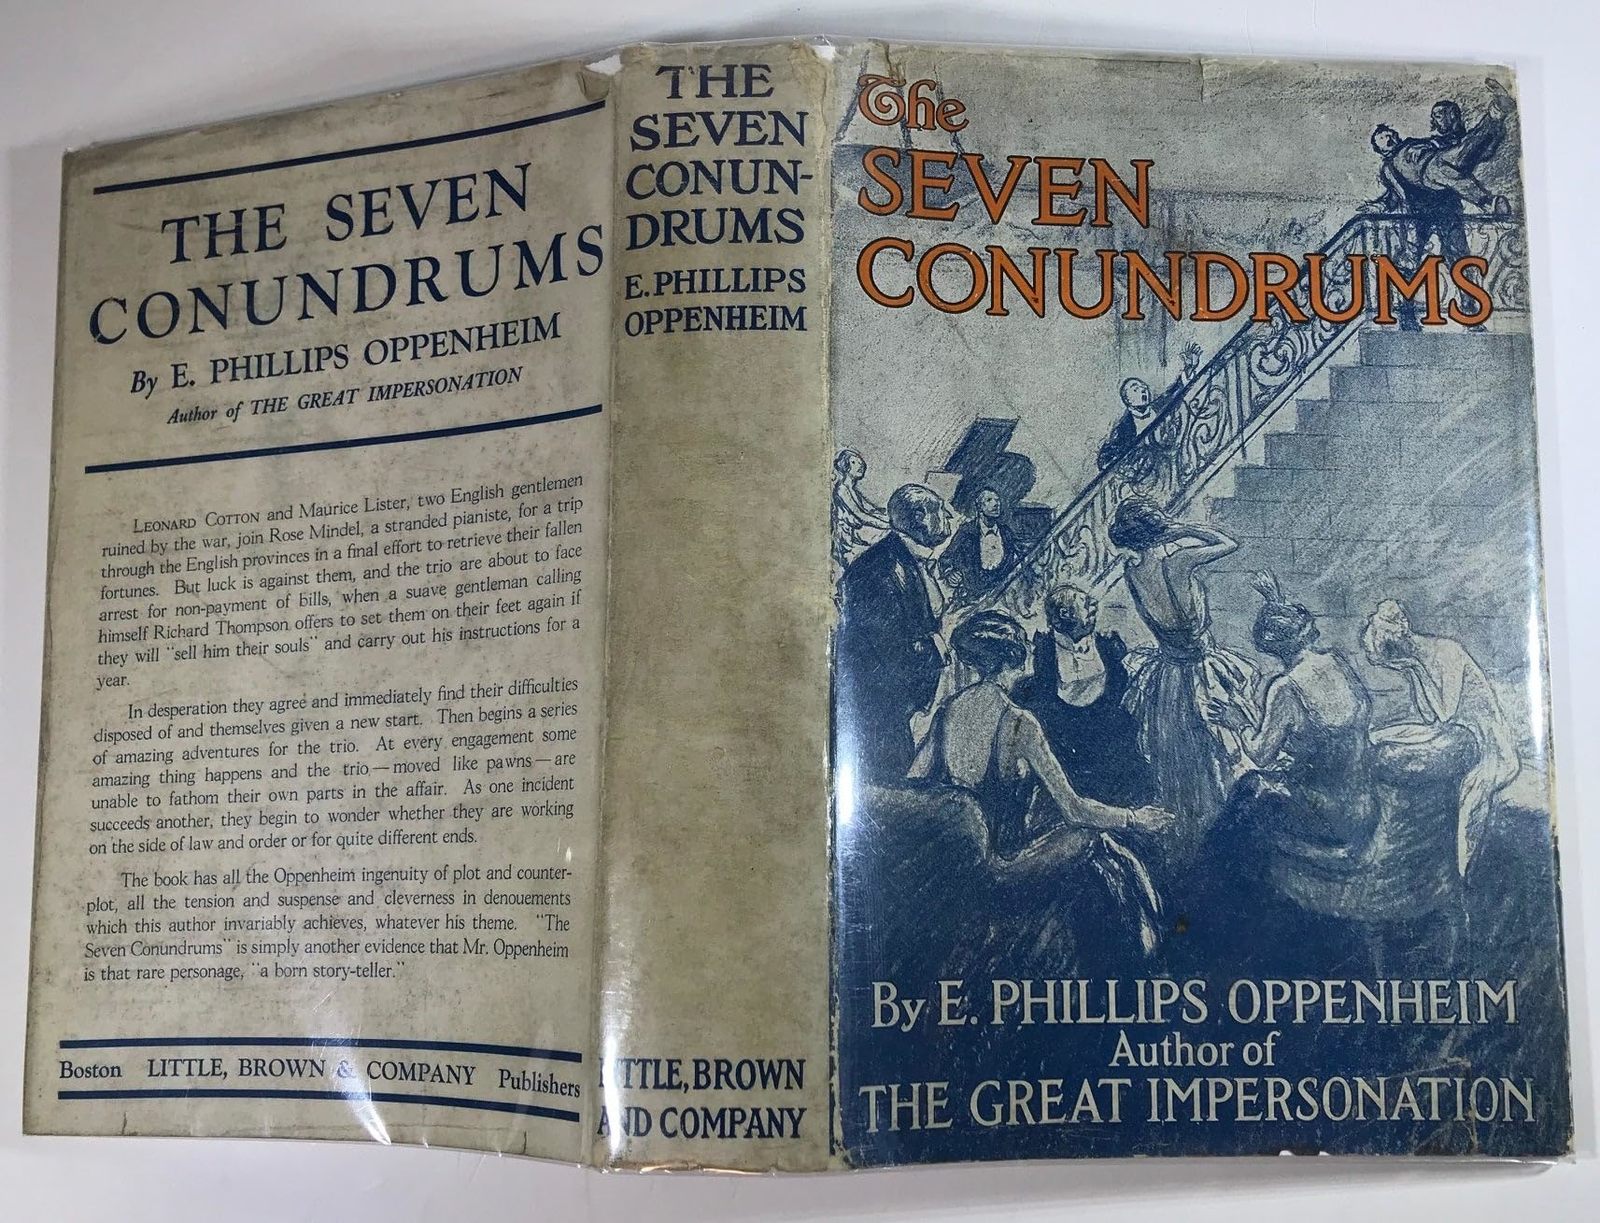 THE SEVEN
CONUNDRUMS
By E. PHILLIPS OPPENHEIM
Author of THE GREAT IMPERSONATION
LEONARD COTTON and Maurice Lister, two English gentlemen
ruined by the war, join Rose Mindel, a stranded pianiste, for a trip
through the English provinces in a final effort to retrieve their fallen
fortunes. But luck is against them, and the trio are about to face
arrest for non-payment of bills, when a suave gentleman calling
himself Richard Thompson offers to set them on their feet again if
they will "sell him their souls" and carry out his instructions for a
year.
In desperation they agree and immediately find their difficulties
disposed of and themselves given a new start. Then begins a series
of amazing adventures for the trio. At every engagement some
amazing thing happens and the trio — moved like pawns — are
unable to fathom their own parts in the affair. As one incident
succeeds another, they begin to wonder whether they are working
on the side of law and order or for quite different ends.
The book has all the Oppenheim ingenuity of plot and counter-
plot, all the tension and suspense and cleverness in denouements
which this author invariably achieves, whatever his theme. "The
Seven Conundrums" is simply another evidence that Mr. Oppenheim
is that rare personage, "a born story-teller."
Boston LITTLE, BROWN & COMPANY Publishers
THE
SEVEN
CONUN-
DRUMS
E. PHILLIPS
OPPENHEIM
LITTLE, BROWN
AND COMPANY
The
SEVEN
CONUNDRUMS
By E. PHILLIPS OPPENHEIM
Author of
THE GREAT IMPERSONATION